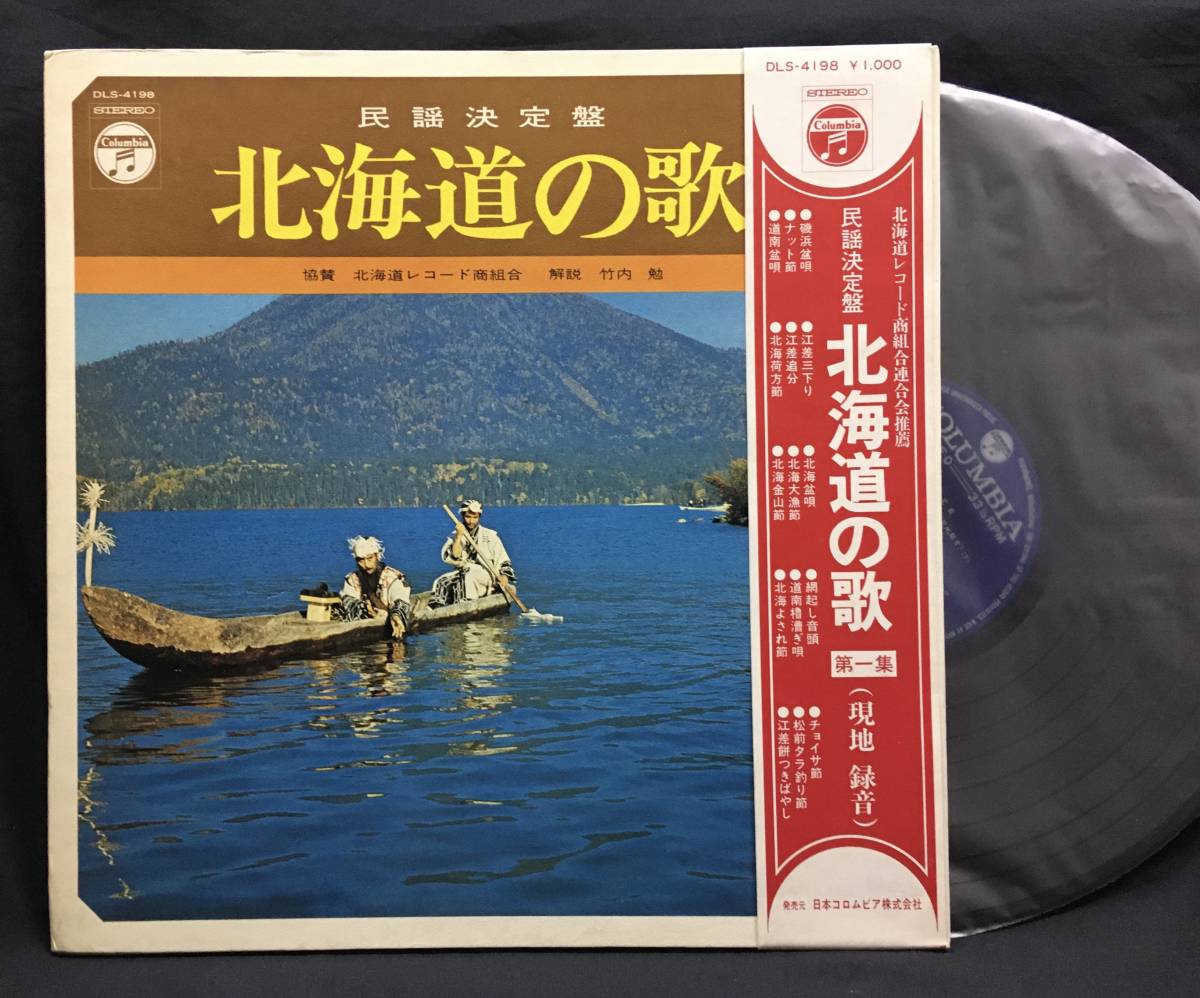 DLS-4198
STEREO
Columbia
民謡決定盤
北海道の歌
協賛 北海道レコード商組合 解説 竹内 勉
DLS-4198 ¥1,000
STEREO
Columbia
北海道レコード商組合連合会推薦
民謡決定盤
北海道の歌
第一集
(現地 録音)
●磯浜盆唄
●ナット節
●道南盆唄
●江差三下り
●江差追分
●北海荷方節
●北海盆唄
●北海大漁節
●北海金山節
●網起し音頭
●道南櫓漕ぎ唄
●北海よされ節
●チョイサ節
●松前タラ釣り節
●江差餅つきばやし
発売元 日本コロムビア株式会社
COLUMBIA
33⅓RPM